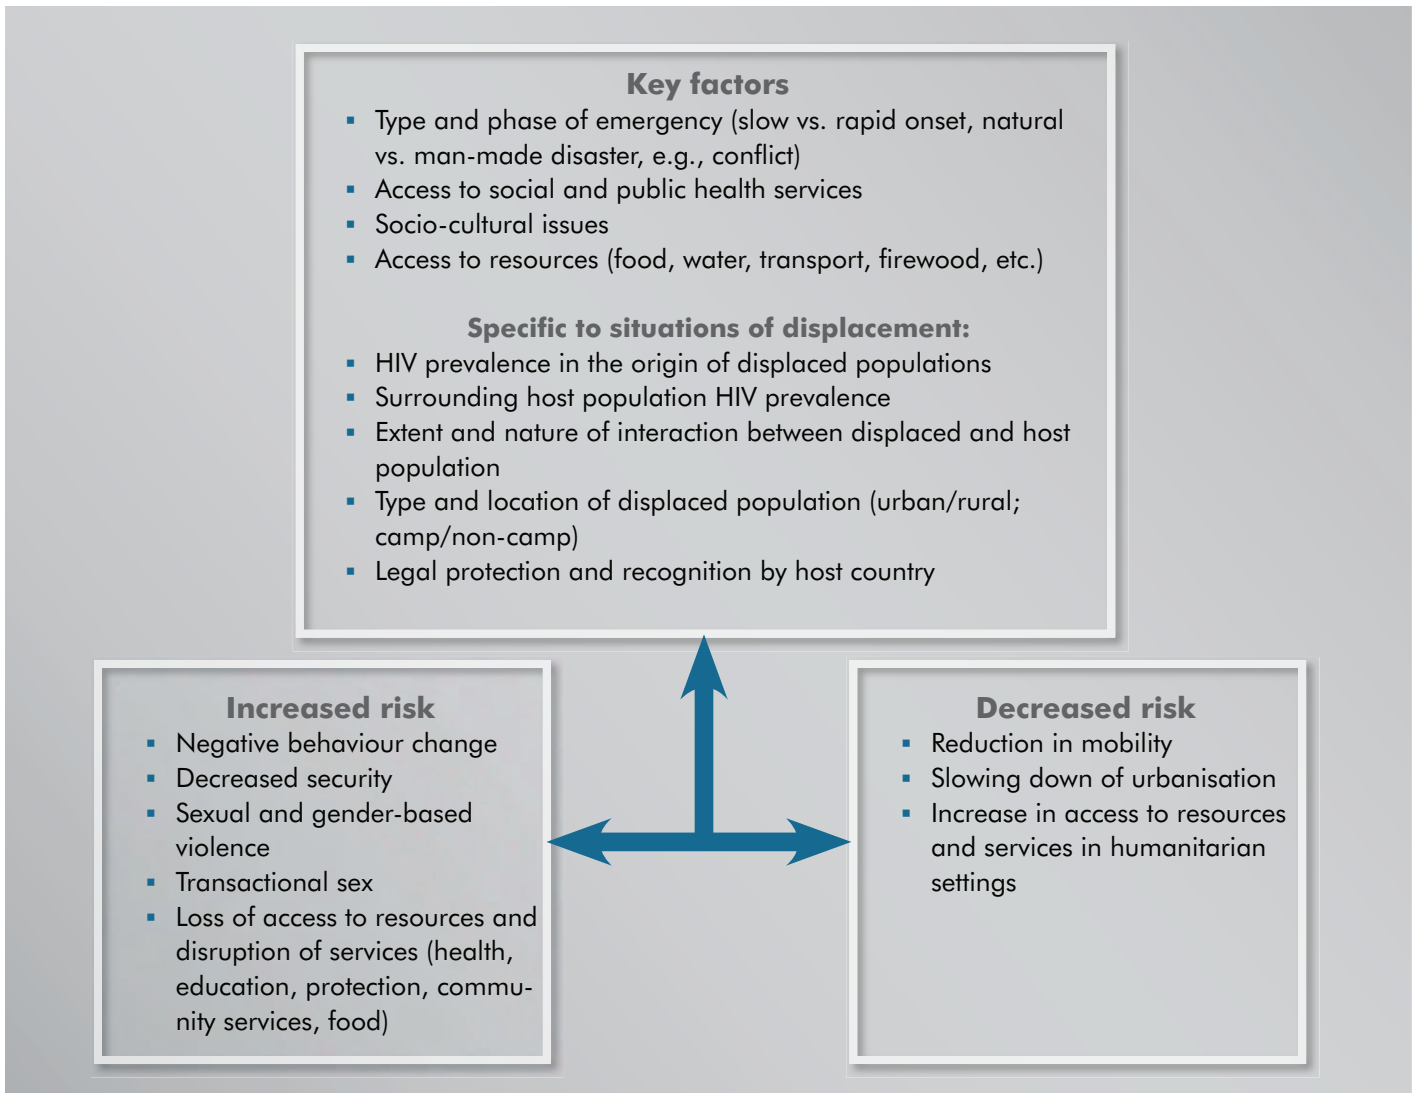 Key factors
▪ Type and phase of emergency (slow vs. rapid onset, natural
vs. man-made disaster, e.g., conflict)
▪ Access to social and public health services
▪ Socio-cultural issues
▪ Access to resources (food, water, transport, firewood, etc.)
Specific to situations of displacement:
▪ HIV prevalence in the origin of displaced populations
▪ Surrounding host population HIV prevalence
▪ Extent and nature of interaction between displaced and host
population
▪ Type and location of displaced population (urban/rural;
camp/non-camp)
▪ Legal protection and recognition by host country
Increased risk
▪ Negative behaviour change
▪ Decreased security
▪ Sexual and gender-based
violence
▪ Transactional sex
▪ Loss of access to resources and
disruption of services (health,
education, protection, commu-
nity services, food)
Decreased risk
▪ Reduction in mobility
▪ Slowing down of urbanisation
▪ Increase in access to resources
and services in humanitarian
settings